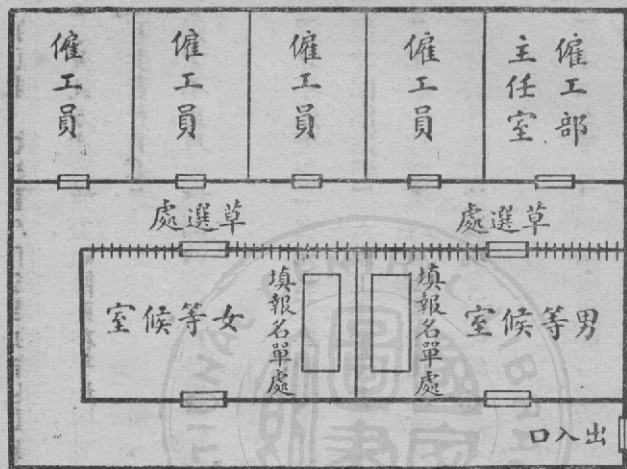 僱工部
主任室
僱工員
僱工員
僱工員
僱工員
草選處
草選處
男等候室
填報名單處
填報名單處
女等候室
出入口